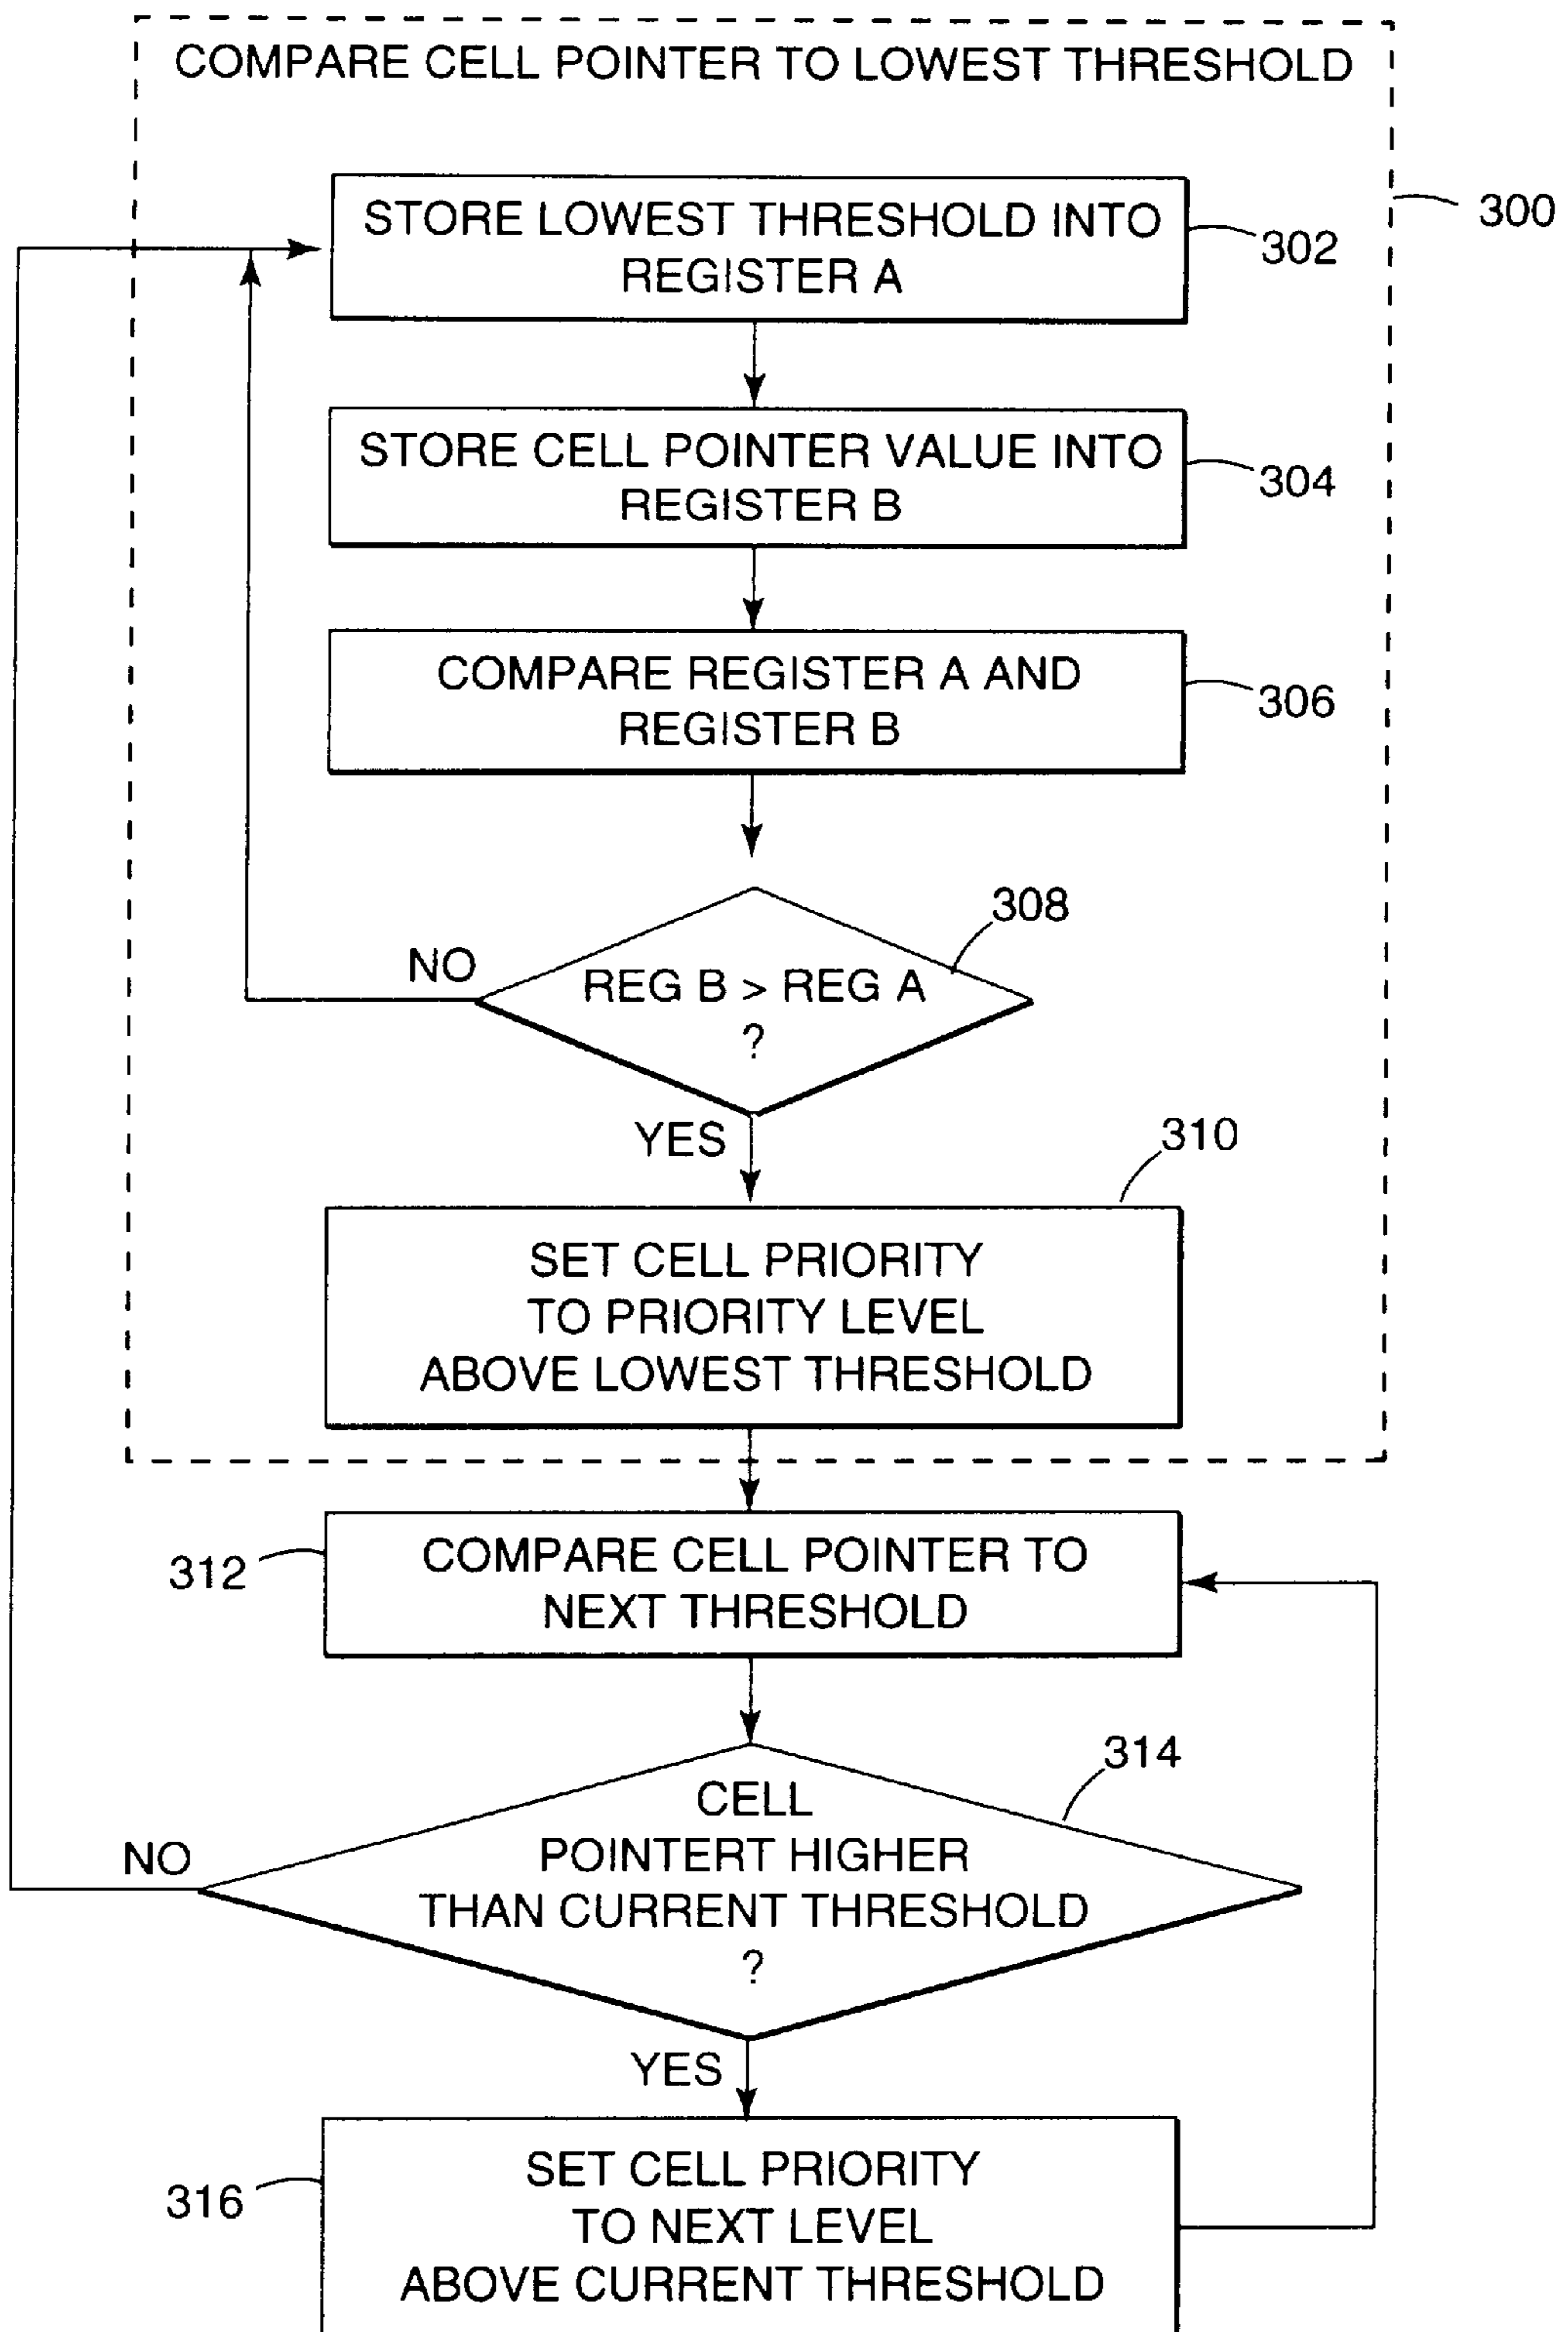 COMPARE CELL POINTER TO LOWEST THRESHOLD
300
STORE LOWEST THRESHOLD INTO
REGISTER A
302
STORE CELL POINTER VALUE INTO
REGISTER B
304
COMPARE REGISTER A AND
REGISTER B
306
308
NO
REG B > REG A
?
YES
310
SET CELL PRIORITY
TO PRIORITY LEVEL
ABOVE LOWEST THRESHOLD
312
COMPARE CELL POINTER TO
NEXT THRESHOLD
314
CELL
POINTERT HIGHER
THAN CURRENT THRESHOLD
?
NO
YES
316
SET CELL PRIORITY
TO NEXT LEVEL
ABOVE CURRENT THRESHOLD